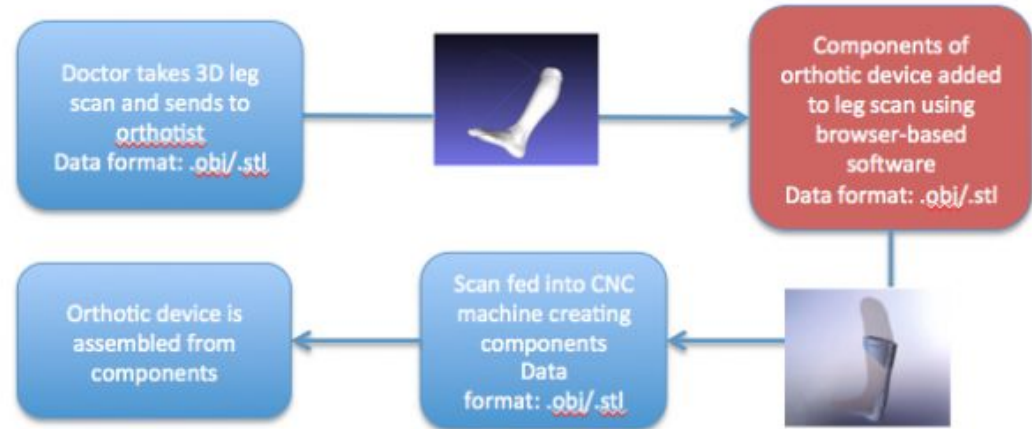 Doctor takes 3D leg
scan and sends to
orthotist
Data format: .obj/.stl
Components of
orthotic device added
to leg scan using
browser-based
software
Data format: .obj/.stl
Scan fed into CNC
machine creating
components
Data
format: .obj/.stl
Orthotic device is
assembled from
components